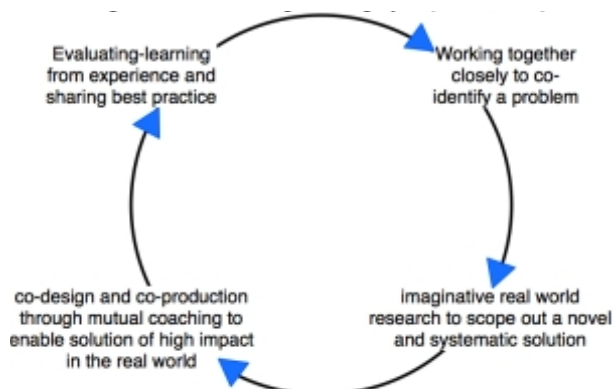 Evaluating-learning
from experience and
sharing best practice
Working together
closely to co-
identify a problem
imaginative real world
research to scope out a novel
and systematic solution
co-design and co-production
through mutual coaching to
enable solution of high impact
in the real world